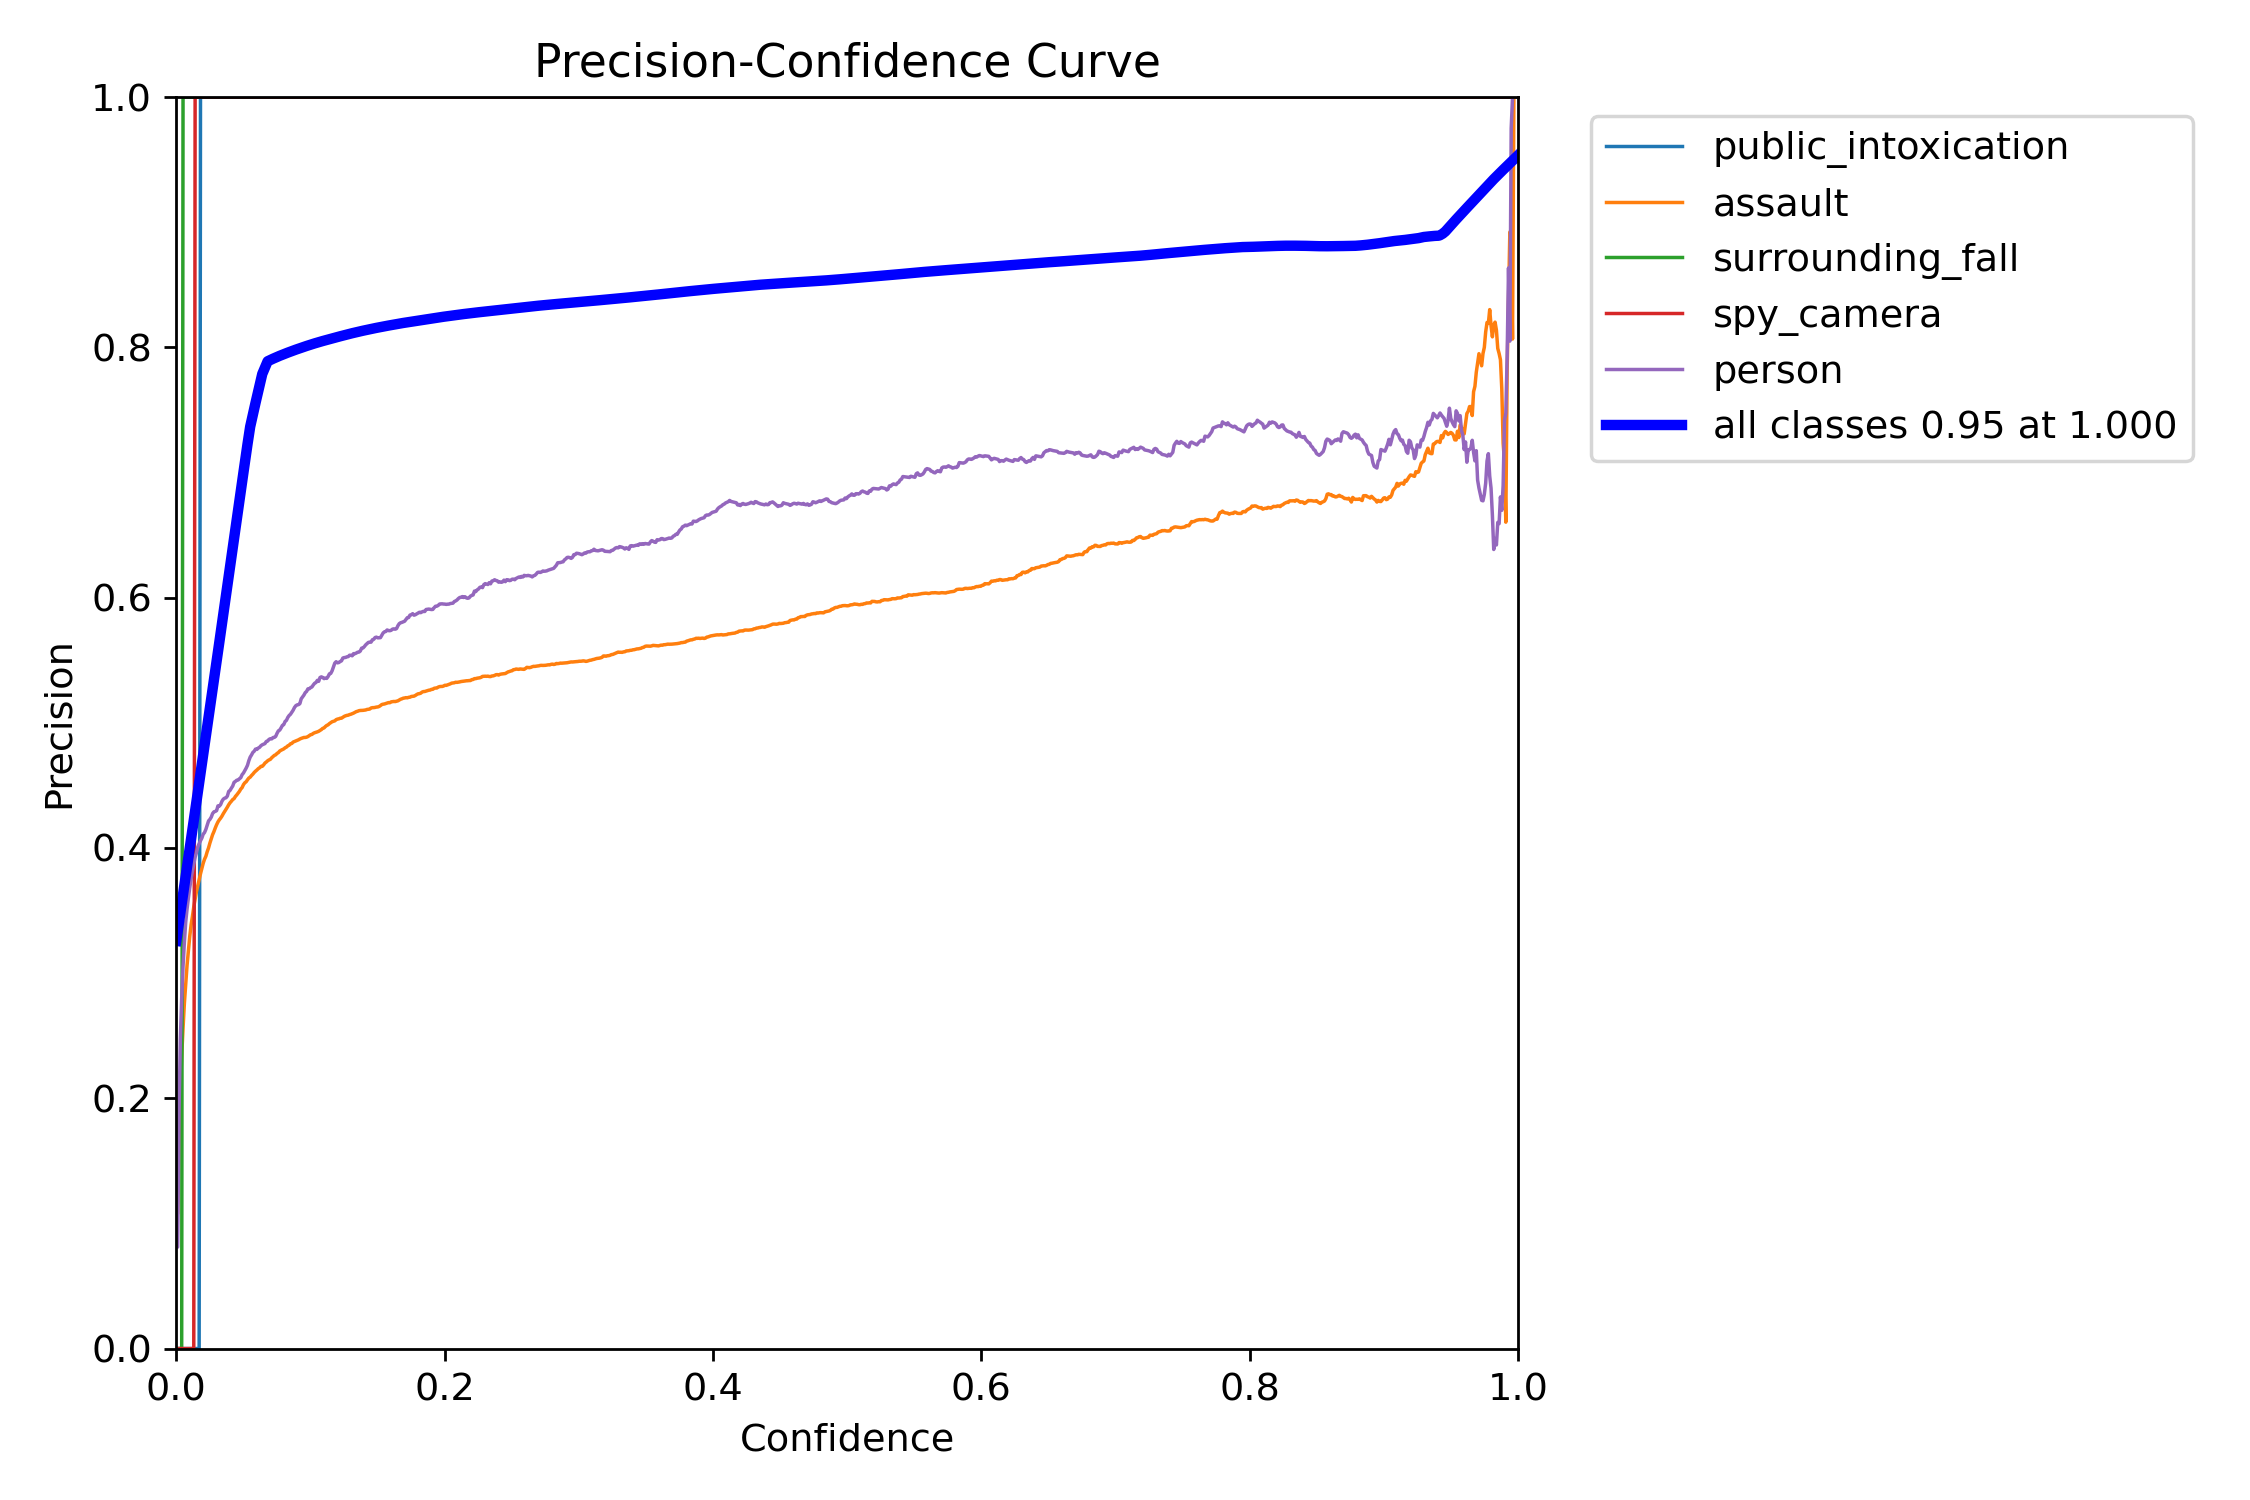 Precision-Confidence Curve
1.0
0.8
0.6
0.4
0.2
0.0
Precision
0.0 0.2 0.4 0.6 0.8 1.0
Confidence
public_intoxication
assault
surrounding_fall
spy_camera
person
all classes 0.95 at 1.000